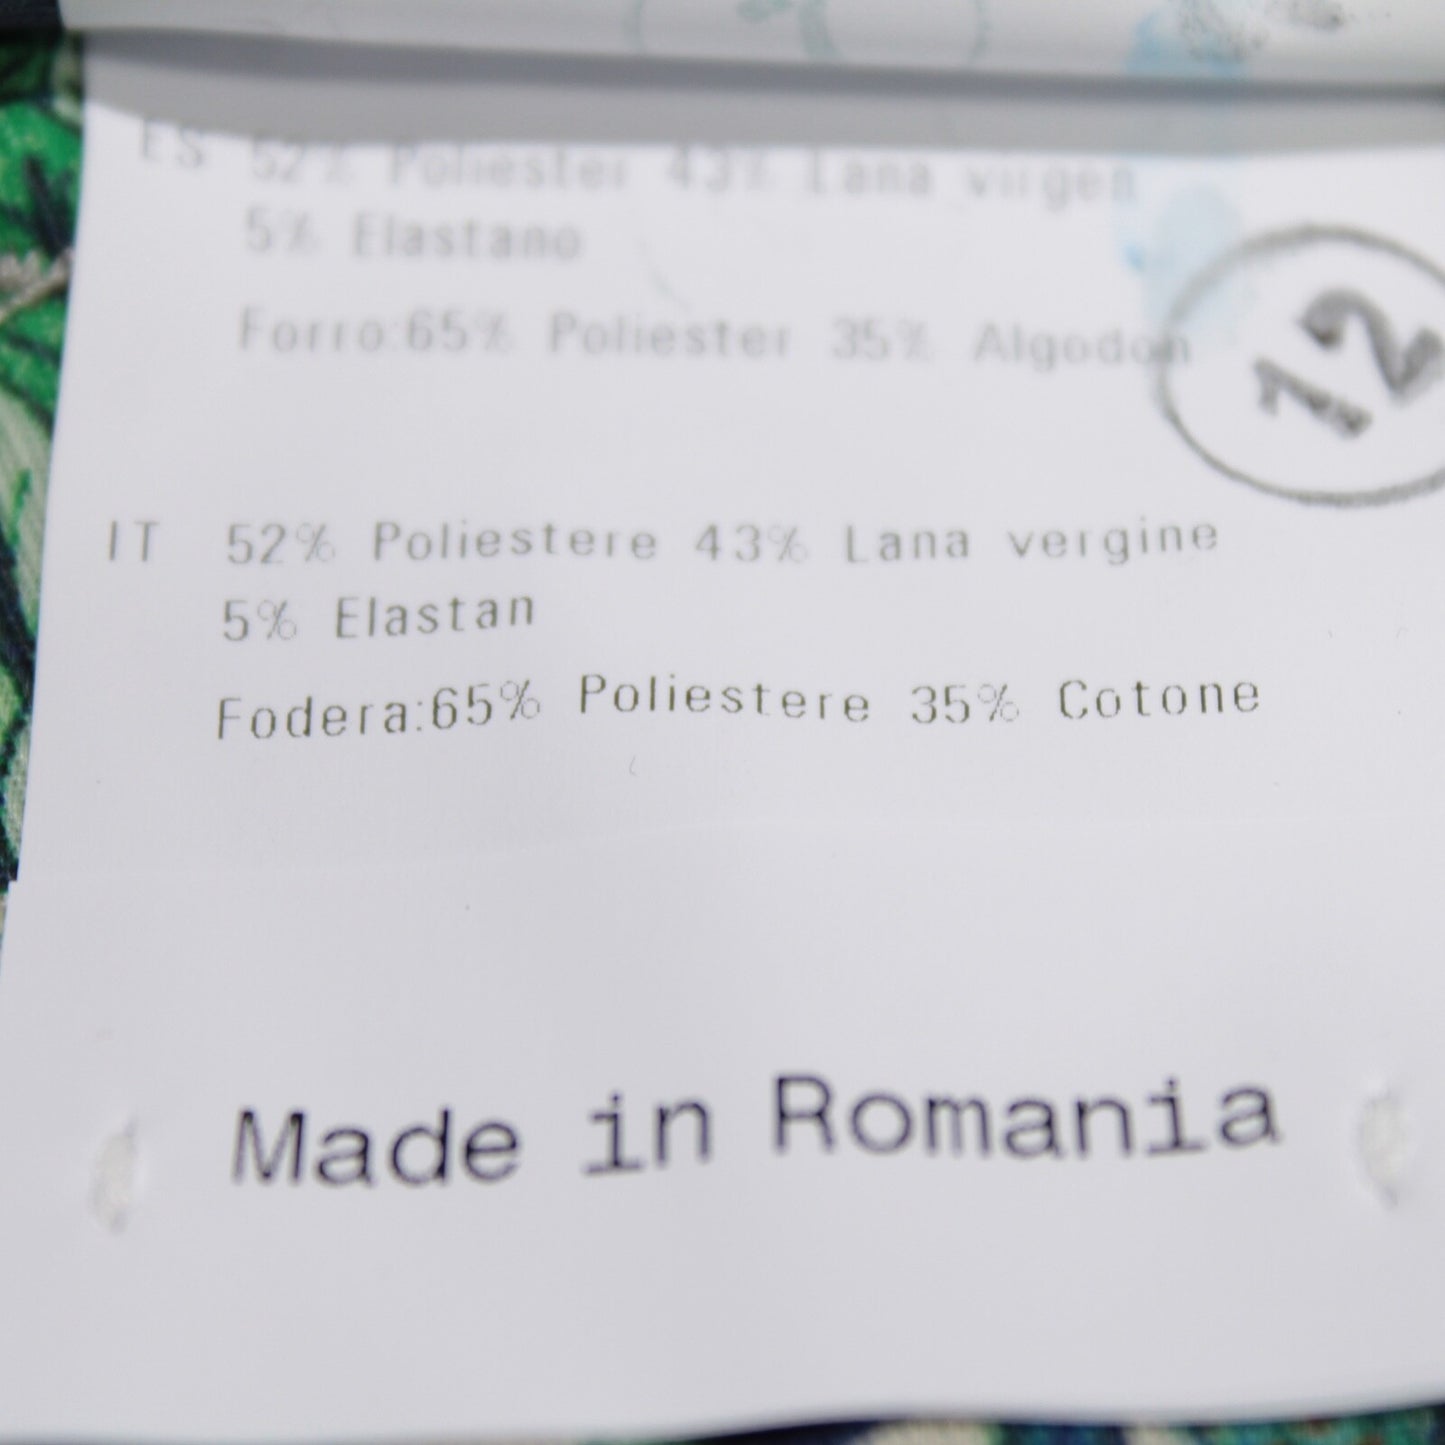 ES 52% Poliester 43% Lana virgen
5% Elastano
Forro:65% Poliester 35% Algodon
12
IT 52% Poliestere 43% Lana vergine
5% Elastan
Fodera:65% Poliestere 35% Cotone
Made in Romania